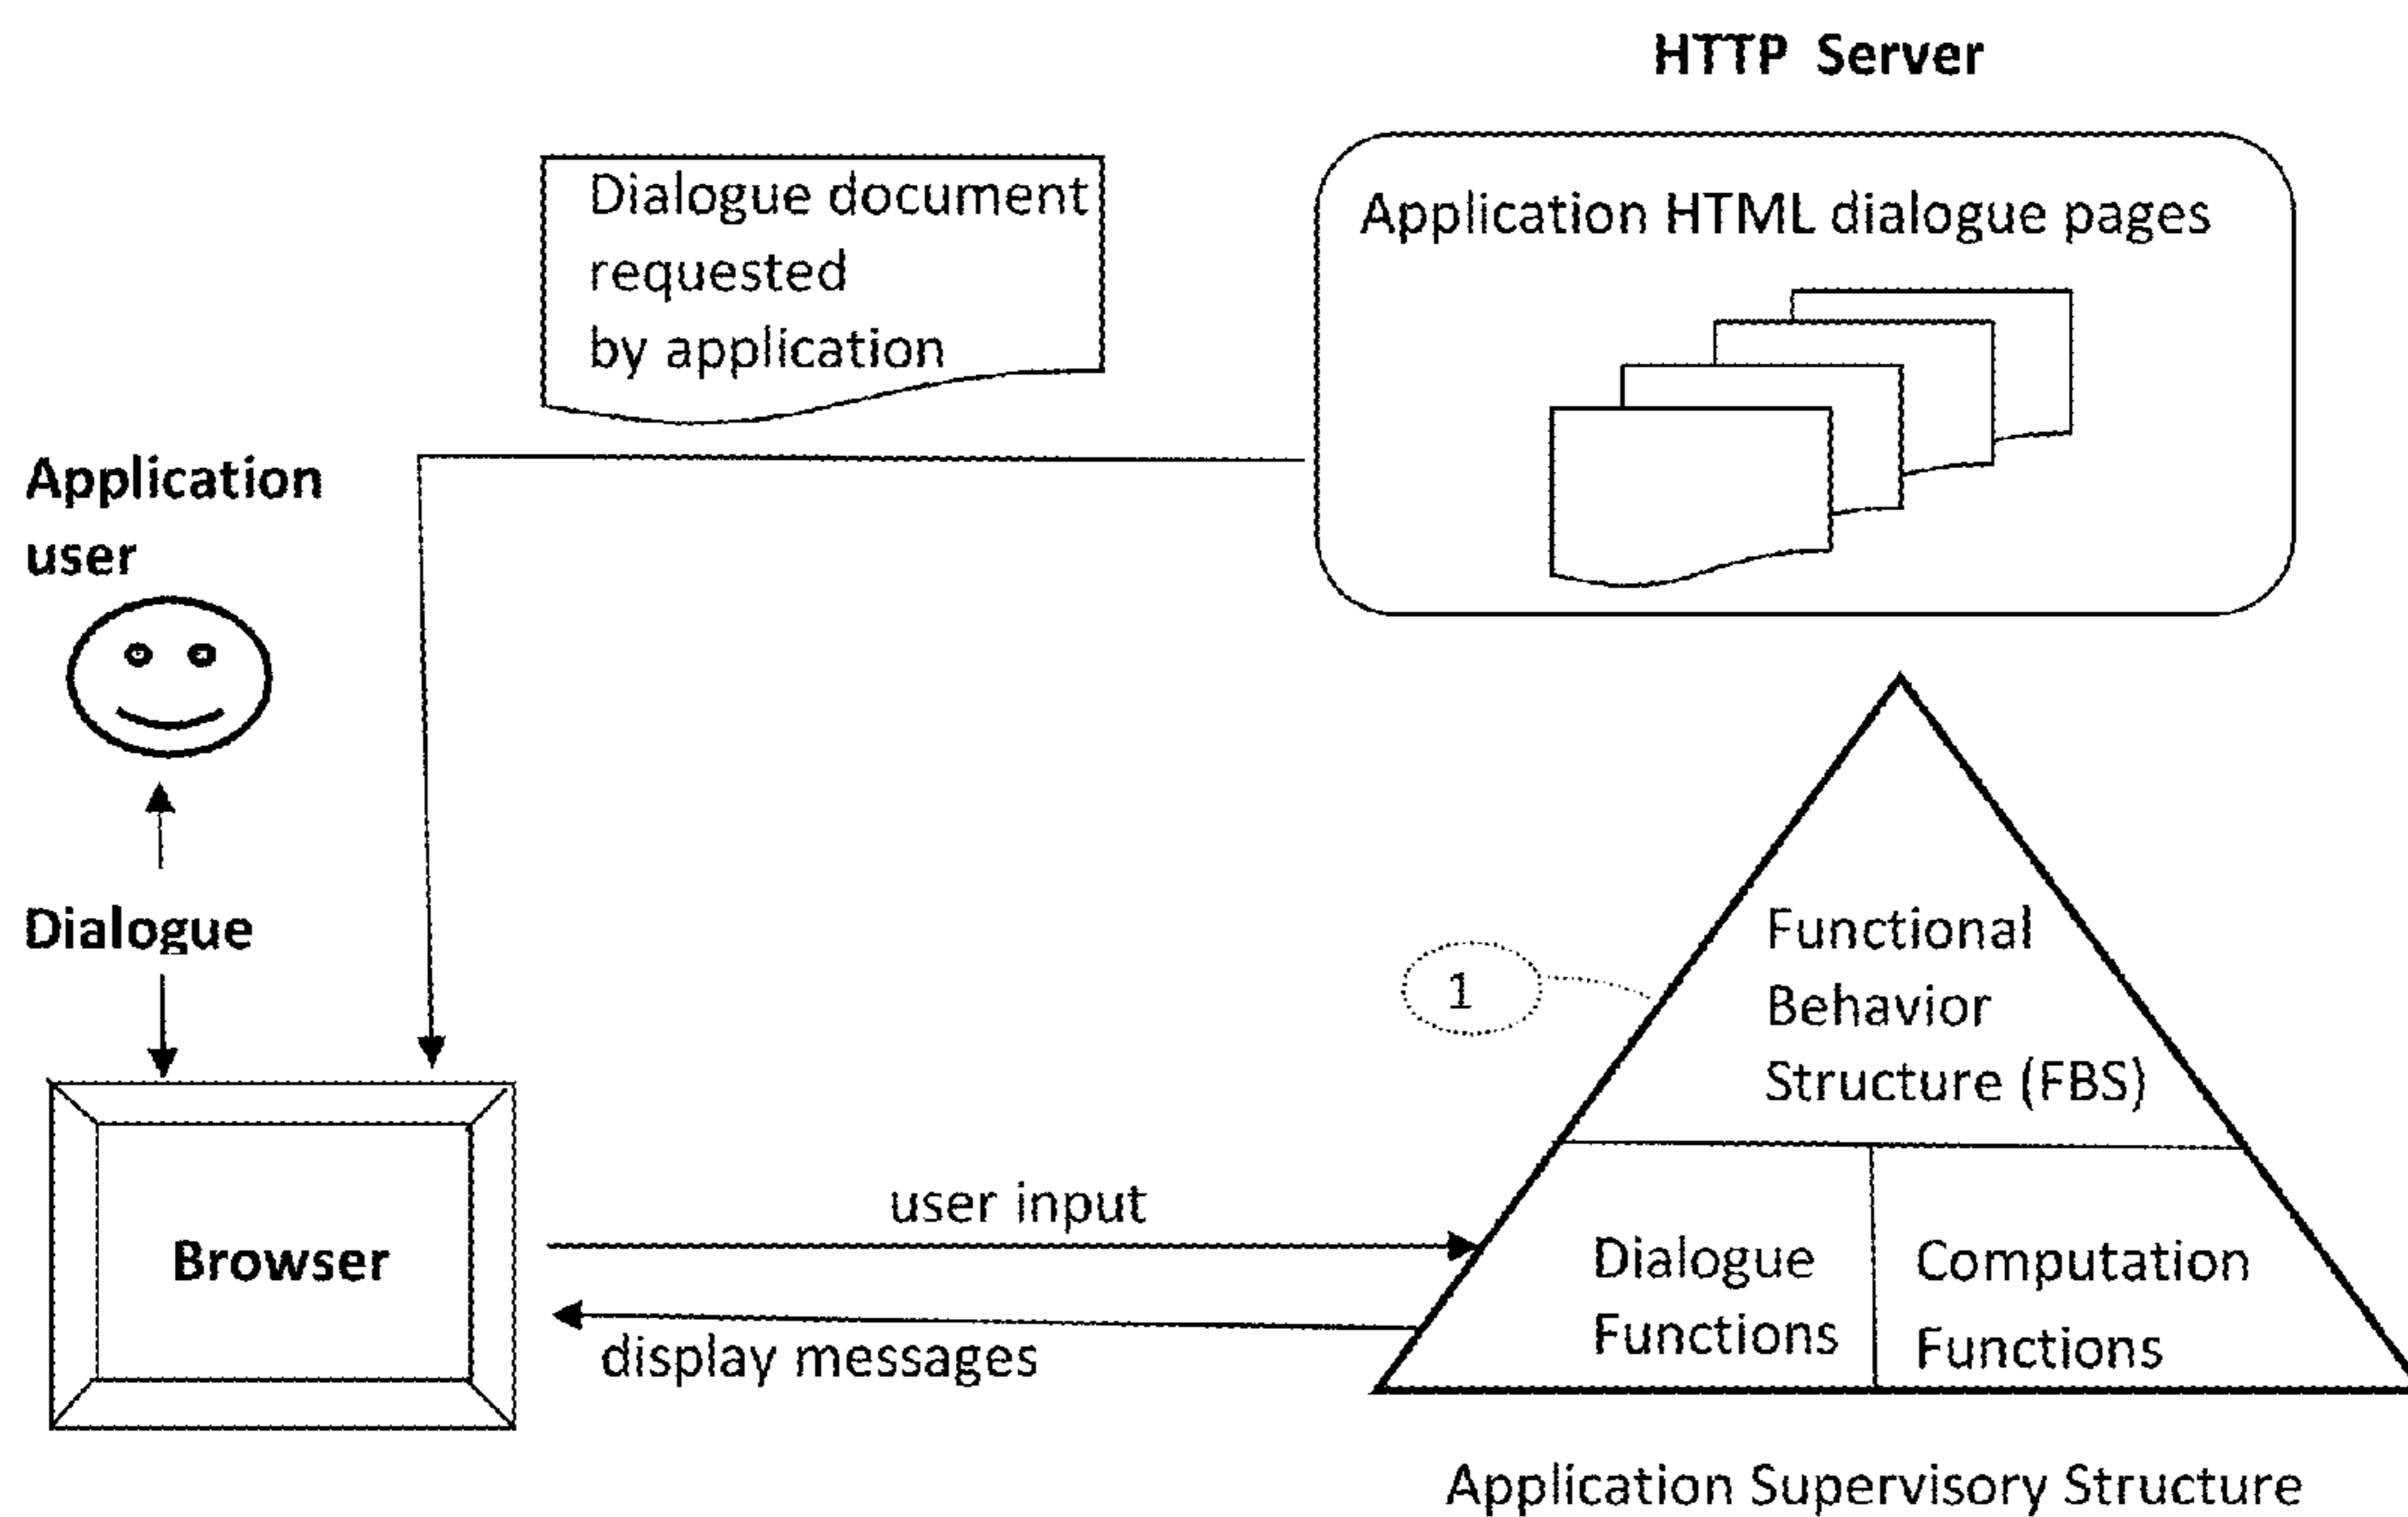 HTTP Server
Dialogue document
requested
by application
Application HTML dialogue pages
Application
user
Dialogue
Browser
user input
display messages
1
Functional
Behavior
Structure (FBS)
Dialogue
Functions
Computation
Functions
Application Supervisory Structure